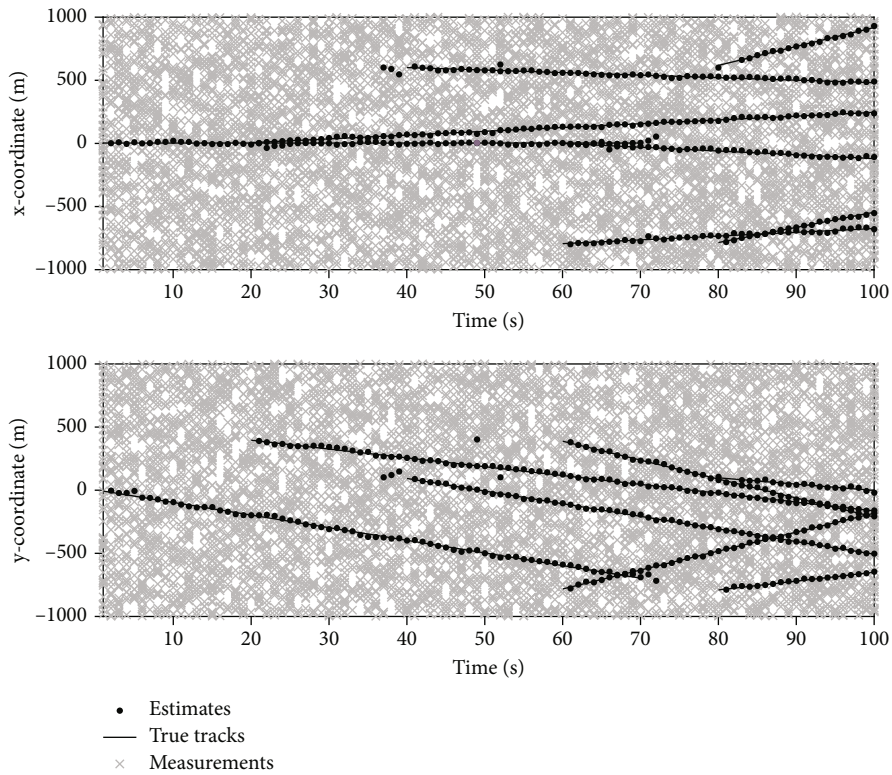 1000
500
0
−500
−1000
x-coordinate (m)
10 20 30 40 50 60 70 80 90 100
Time (s)
1000
500
0
−500
−1000
y-coordinate (m)
10 20 30 40 50 60 70 80 90 100
Time (s)
Estimates
True tracks
Measurements